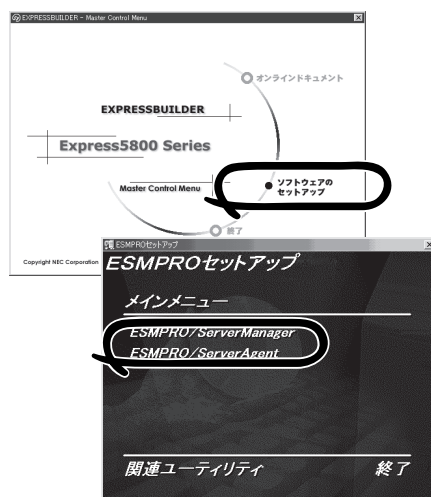 EXPRESSBUILDER - Master Control Menu
オンラインドキュメント
EXPRESSBUILDER
Express5800 Series
ソフトウェアの
セットアップ
Master Control Menu
終了
Copyright NEC Corporation
ESMPROセットアップ
ESMPROセットアップ
メインメニュー
ESMPRO/ServerManager
ESMPRO/ServerAgent
関連ユーティリティ
終了